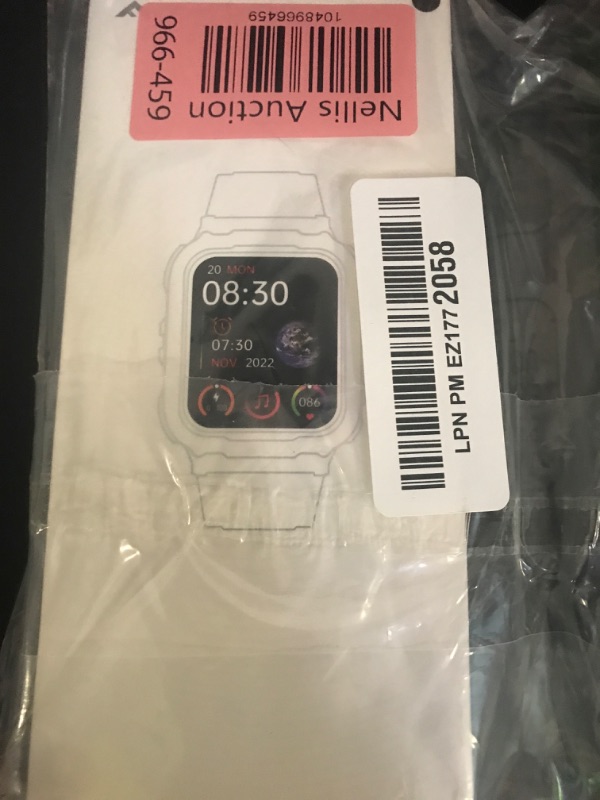 1048966459
Nellis Auction
966-459
20 MON
08:30
07:30
NOV 2022
086
LPN PM EZ177 2058